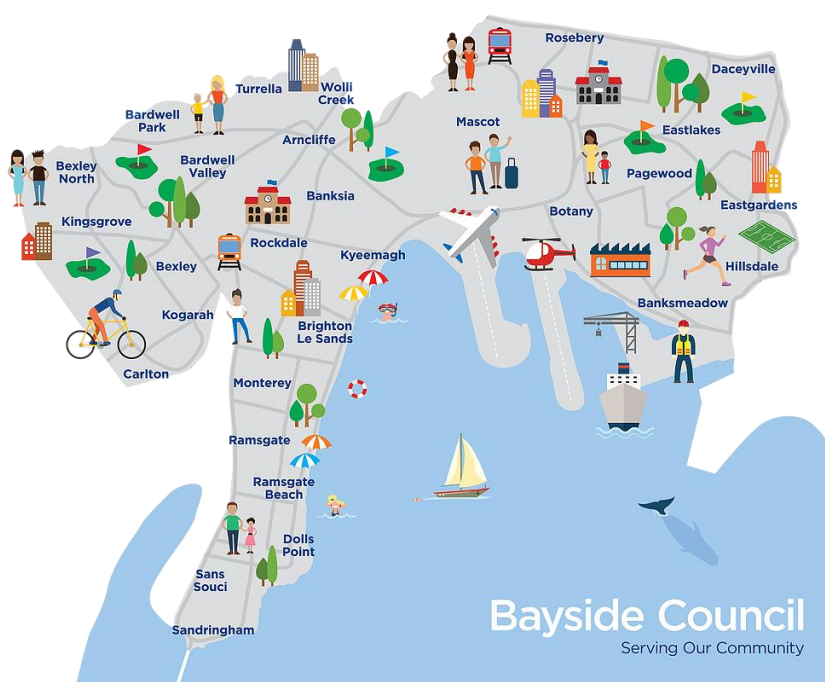 Rosebery
Daceyville
Turrella
Wolli
Creek
Bardwell
Park
Mascot
Arncliffe
Eastlakes
Bexley
North
Bardwell
Valley
Pagewood
Banksia
Eastgardens
Kingsgrove
Botany
Rockdale
Kyeemagh
Bexley
Hillsdale
Banksmeadow
Kogarah
Brighton
Le Sands
Carlton
Monterey
Ramsgate
Ramsgate
Beach
Dolls
Point
Sans
Souci
Sandringham
Bayside Council
Serving Our Community